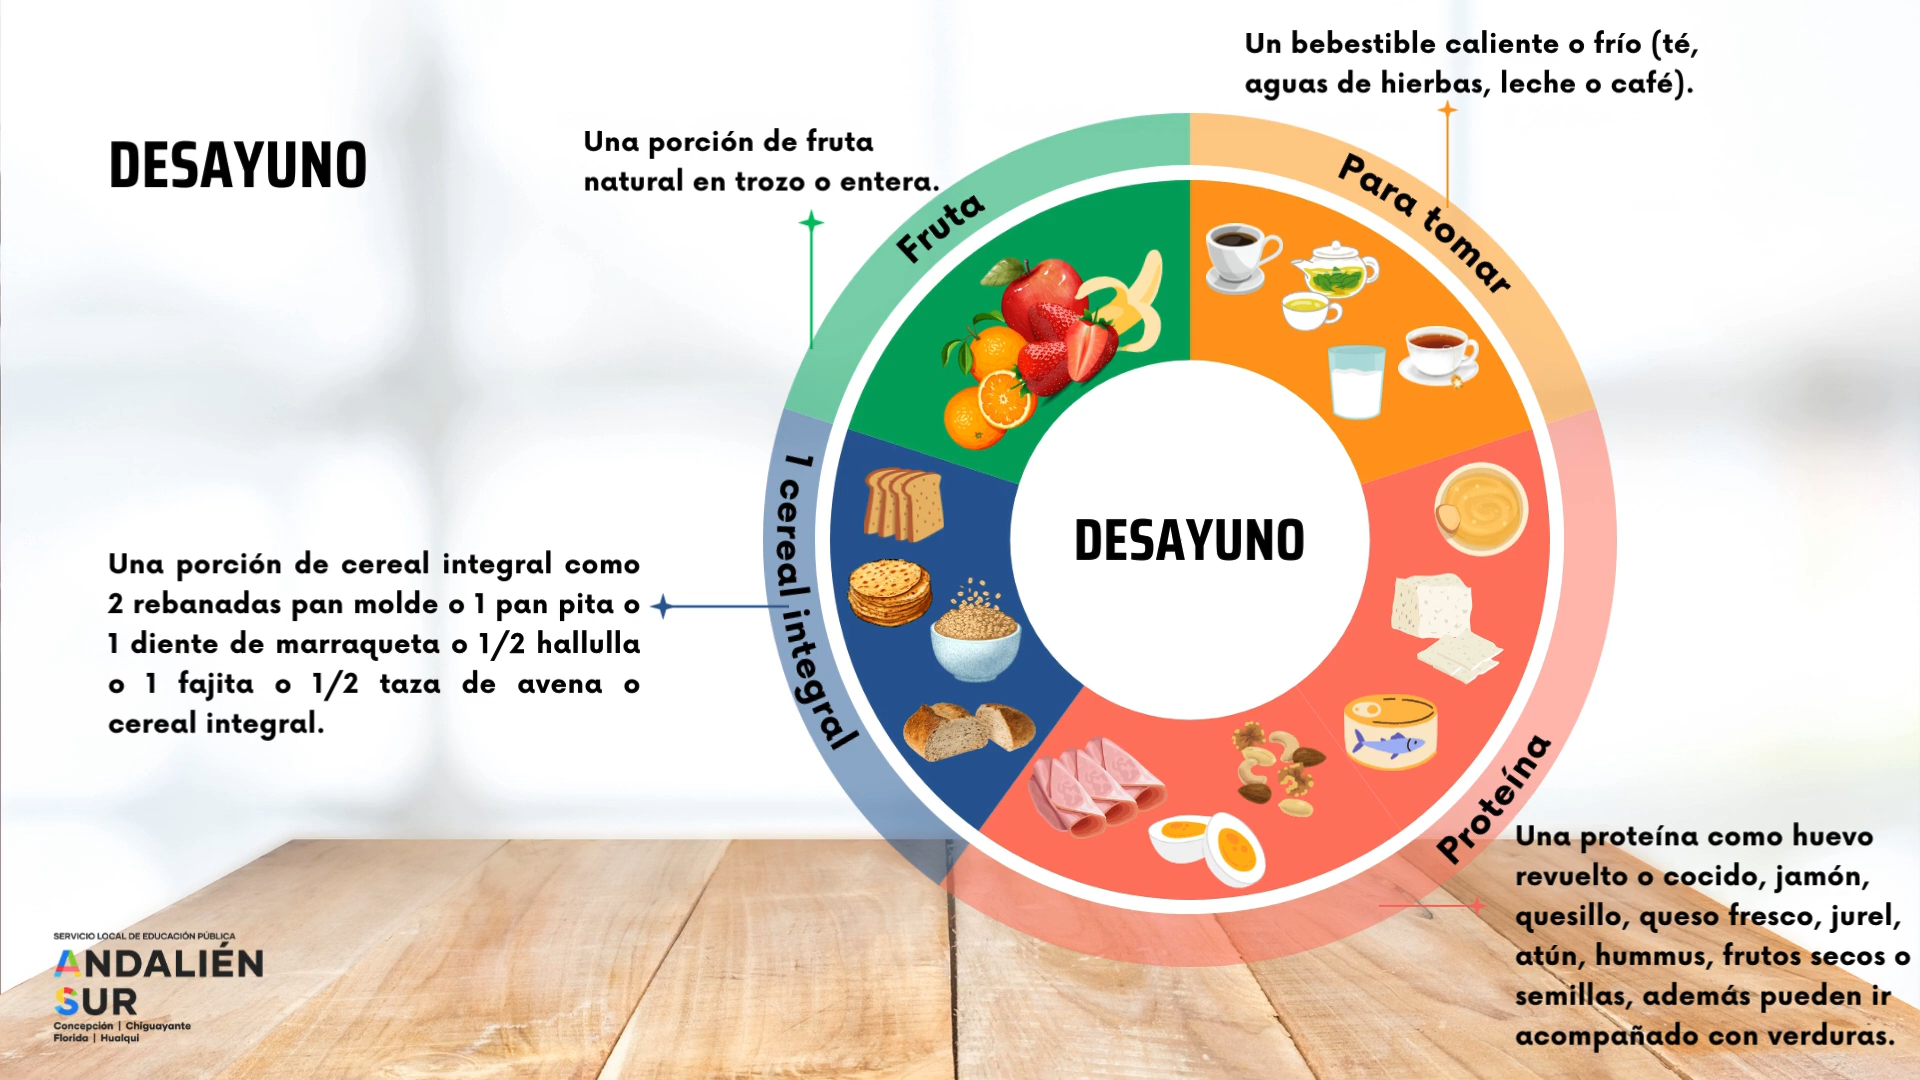 DESAYUNO
Una porción de fruta
natural en trozo o entera.
Un bebestible caliente o frío (té,
aguas de hierbas, leche o café).
Fruta
Para tomar
1 cereal integral
Proteína
DESAYUNO
Una porción de cereal integral como
2 rebanadas pan molde o 1 pan pita o
1 diente de marraqueta o 1/2 hallulla
o 1 fajita o 1/2 taza de avena o
cereal integral.
Una proteína como huevo
revuelto o cocido, jamón,
quesillo, queso fresco, jurel,
atún, hummus, frutos secos o
semillas, además pueden ir
acompañado con verduras.
SERVICIO LOCAL DE EDUCACIÓN PÚBLICA
ANDALIÉN
SUR
Concepción | Chiguayante
Florida | Hualqui